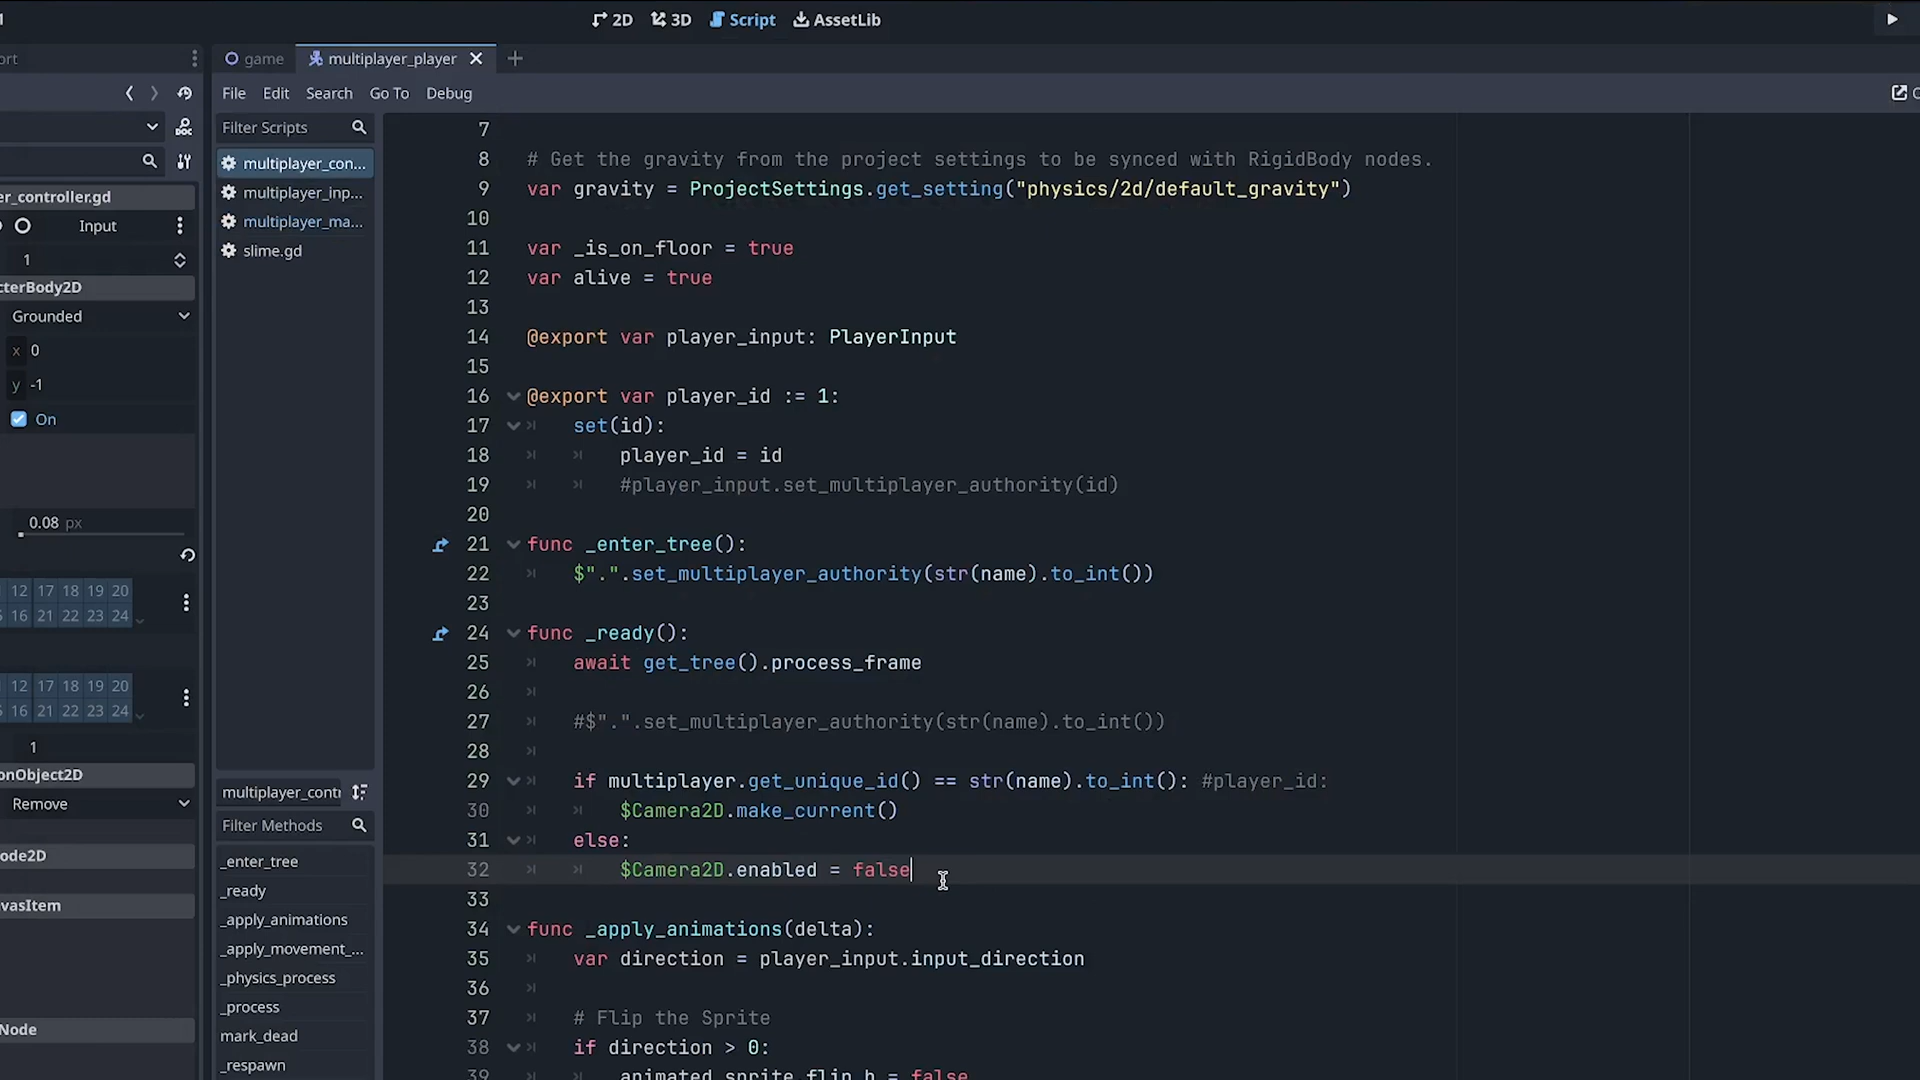 2D 3D Script AssetLib
ort
game multiplayer_player
File Edit Search Go To Debug
Filter Scripts
multiplayer_con...
multiplayer_inp...
multiplayer_ma...
slime.gd
er_controller.gd
Input
1
cterBody2D
Grounded
x 0
y -1
On
0.08 px
12 17 18 19 20
16 21 22 23 24
12 17 18 19 20
16 21 22 23 24
1
onObject2D
Remove
ode2D
nvasItem
Node
multiplayer_contr
Filter Methods
_enter_tree
_ready
_apply_animations
_apply_movement_...
_physics_process
_process
mark_dead
_respawn
7
8 # Get the gravity from the project settings to be synced with RigidBody nodes.
9 var gravity = ProjectSettings.get_setting("physics/2d/default_gravity")
10
11 var _is_on_floor = true
12 var alive = true
13
14 @export var player_input: PlayerInput
15
16 @export var player_id := 1:
17 set(id):
18 player_id = id
19 #player_input.set_multiplayer_authority(id)
20
21 func _enter_tree():
22 $".".set_multiplayer_authority(str(name).to_int())
23
24 func _ready():
25 await get_tree().process_frame
26
27 #$".".set_multiplayer_authority(str(name).to_int())
28
29 if multiplayer.get_unique_id() == str(name).to_int(): #player_id:
30 $Camera2D.make_current()
31 else:
32 $Camera2D.enabled = false
33
34 func _apply_animations(delta):
35 var direction = player_input.input_direction
36
37 # Flip the Sprite
38 if direction > 0:
39 animated_sprite.flip_h = false